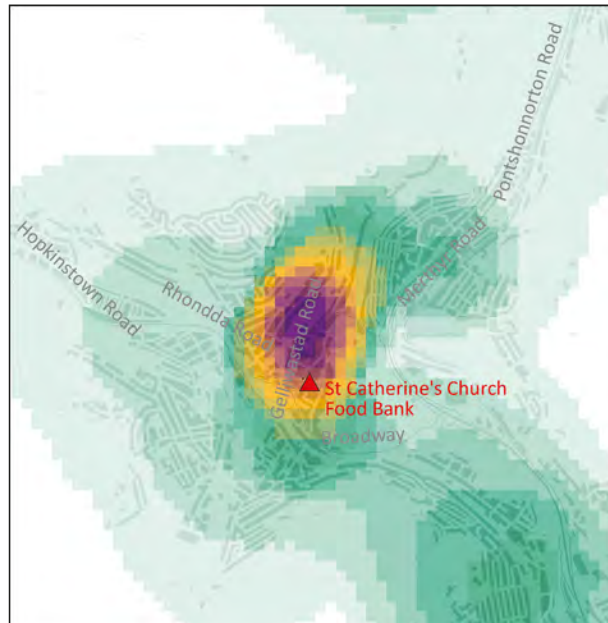 Pontshonnorton Road
Hopkinstown Road
Rhondda Road
Merthyr Road
Gelliwastad Road
St Catherine's Church
Food Bank
Broadway